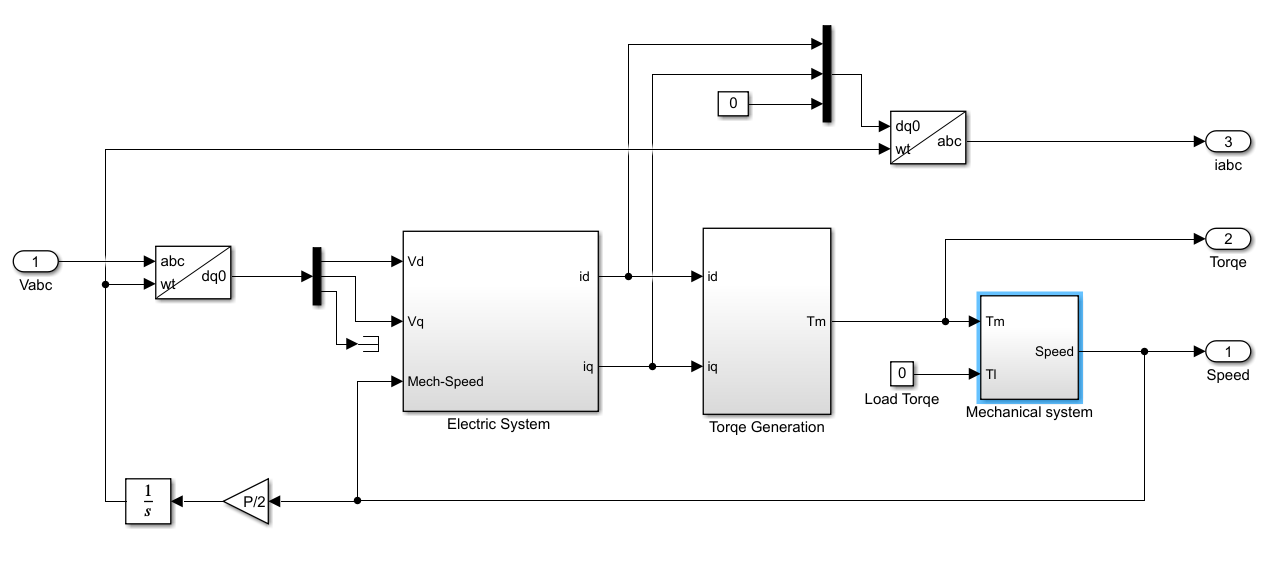 0
dq0
wt
abc
3
iabc
1
Vabc
abc
wt
dq0
Vd
Vq
Mech-Speed
id
iq
Electric System
id
iq
Tm
Torqe Generation
2
Torqe
0
Load Torqe
Tm
Tl
Speed
Mechanical system
1
Speed
1
s
P/2